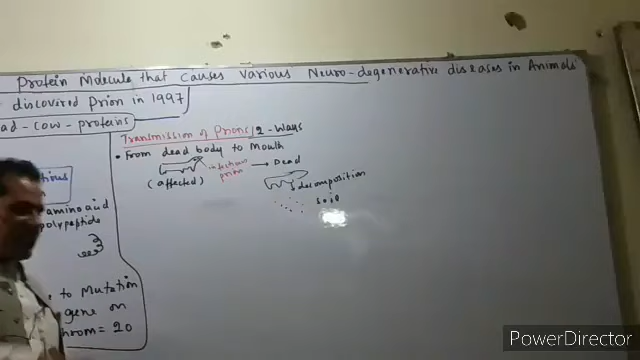 Protein Molecule that Causes Various Neuro-degenerative diseases in Animals
discovired Prion in 1997
ad-cow-proteins
Transmission of Prions 2-Ways
• From dead body to Mouth
infectious
prion
→ Dead
(affected)
decomposition
soil
amino acid
polypeptide
to Mutation
gene on
hrom = 20
PowerDirector